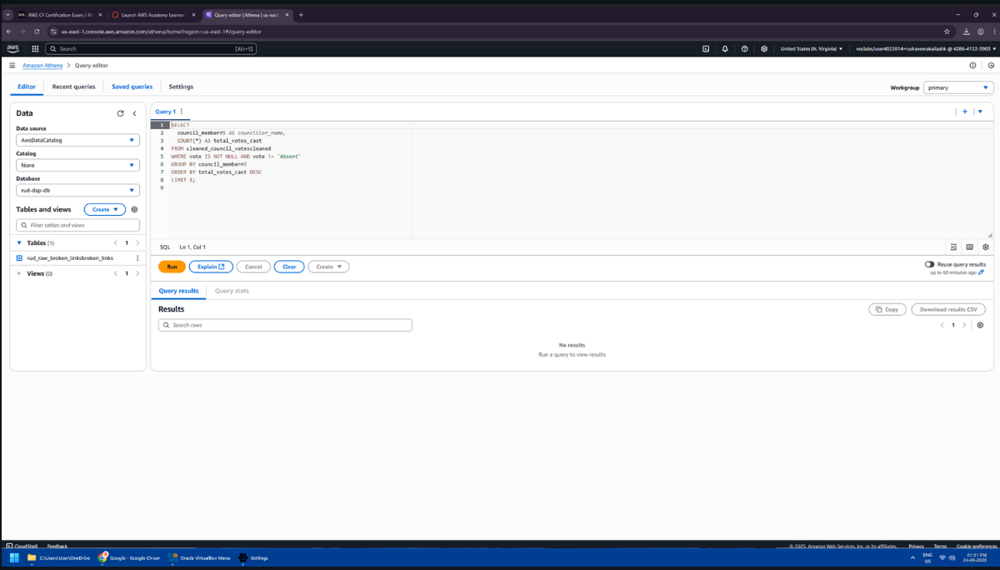 AWS CF Certification Exam / AW
Launch AWS Academy Learner
Query editor | Athena | us-east
us-east-1.console.aws.amazon.com/athena/home?region=us-east-1#/query-editor
aws
Search
[Alt+S]
United States (N. Virginia)
voclabs/user4022014=rudraveerakailashk @ 4286-4122-3903
Amazon Athena
Query editor
Editor
Recent queries
Saved queries
Settings
Workgroup
primary
Data
Data source
AwsDataCatalog
Catalog
None
Database
rud-dap-db
Tables and views
Create
Filter tables and views
Tables (1)
1
rud_raw_broken_linksbroken_links
Views (0)
1
Query 1
1 SELECT
2 council_member#5 AS councillor_name,
3 COUNT(*) AS total_votes_cast
4 FROM cleaned_council_votescleaned
5 WHERE vote IS NOT NULL AND vote != 'Absent'
6 GROUP BY council_member#5
7 ORDER BY total_votes_cast DESC
8 LIMIT 5;
9
SQL Ln 1, Col 1
Run
Explain
Cancel
Clear
Create
Reuse query results
up to 60 minutes ago
Query results
Query stats
Results
Copy
Download results CSV
Search rows
1
No results
Run a query to view results
CloudShell Feedback
© 2025, Amazon Web Services, Inc. or its affiliates. Privacy Terms Cookie preferences
C:\Users\User\OneDrive
Google - Google Chrom
Oracle VirtualBox Mana
Settings
ENG
US
01:21 PM
24-06-2025